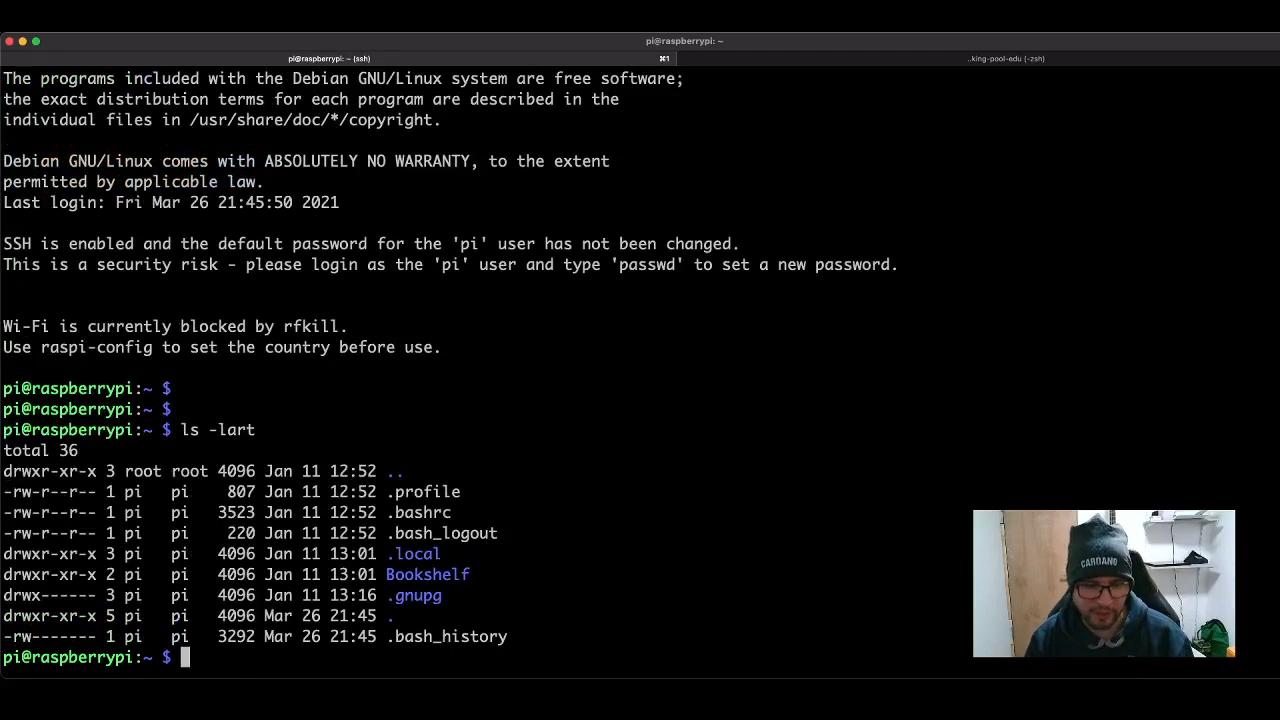 pi@raspberrypi: ~
pi@raspberrypi: ~ (ssh) ⌘1 ..king-pool-edu (-zsh)
The programs included with the Debian GNU/Linux system are free software;
the exact distribution terms for each program are described in the
individual files in /usr/share/doc/*/copyright.
Debian GNU/Linux comes with ABSOLUTELY NO WARRANTY, to the extent
permitted by applicable law.
Last login: Fri Mar 26 21:45:50 2021
SSH is enabled and the default password for the 'pi' user has not been changed.
This is a security risk - please login as the 'pi' user and type 'passwd' to set a new password.
Wi-Fi is currently blocked by rfkill.
Use raspi-config to set the country before use.
pi@raspberrypi:~ $
pi@raspberrypi:~ $
pi@raspberrypi:~ $ ls -lart
total 36
drwxr-xr-x 3 root root 4096 Jan 11 12:52 ..
-rw-r--r-- 1 pi   pi    807 Jan 11 12:52 .profile
-rw-r--r-- 1 pi   pi   3523 Jan 11 12:52 .bashrc
-rw-r--r-- 1 pi   pi    220 Jan 11 12:52 .bash_logout
drwxr-xr-x 3 pi   pi   4096 Jan 11 13:01 .local
drwxr-xr-x 2 pi   pi   4096 Jan 11 13:01 Bookshelf
drwx------ 3 pi   pi   4096 Jan 11 13:16 .gnupg
drwxr-xr-x 5 pi   pi   4096 Mar 26 21:45 .
-rw------- 1 pi   pi   3292 Mar 26 21:45 .bash_history
pi@raspberrypi:~ $
CARDANO